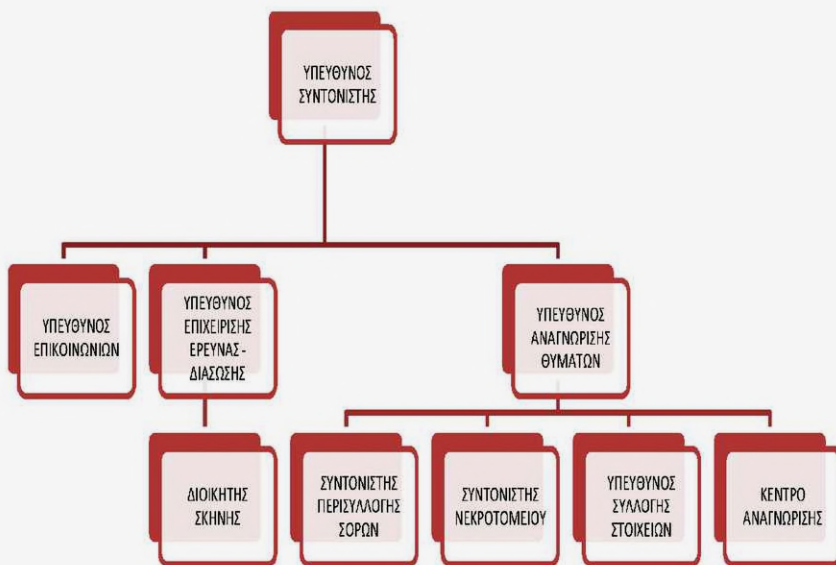 ΥΠΕΥΘΥΝΟΣ
ΣΥΝΤΟΝΙΣΤΗΣ
ΥΠΕΥΘΥΝΟΣ
ΕΠΙΚΟΙΝΩΝΙΩΝ
ΥΠΕΥΘΥΝΟΣ
ΕΠΙΧΕΙΡΙΣΗΣ
ΕΡΕΥΝΑΣ-
ΔΙΑΣΩΣΗΣ
ΥΠΕΥΘΥΝΟΣ
ΑΝΑΓΝΩΡΙΣΗΣ
ΘΥΜΑΤΩΝ
ΔΙΟΙΚΗΤΗΣ
ΣΚΗΝΗΣ
ΣΥΝΤΟΝΙΣΤΗΣ
ΠΕΡΙΣΥΛΛΟΓΗΣ
ΣΟΡΩΝ
ΣΥΝΤΟΝΙΣΤΗΣ
ΝΕΚΡΟΤΟΜΕΙΟΥ
ΥΠΕΥΘΥΝΟΣ
ΣΥΛΛΟΓΗΣ
ΣΤΟΙΧΕΙΩΝ
ΚΕΝΤΡΟ
ΑΝΑΓΝΩΡΙΣΗΣ